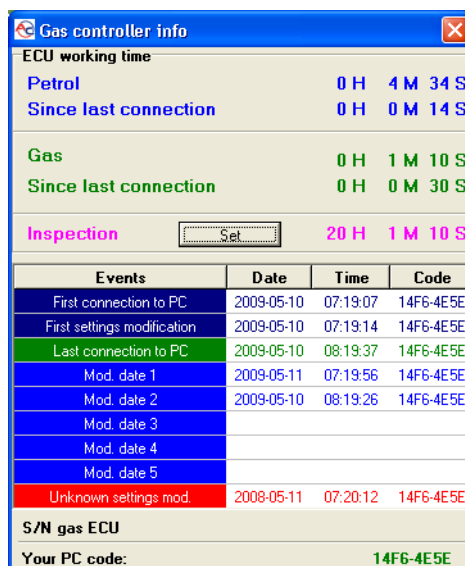 Gas controller info
ECU working time
Petrol 0 H 4 M 34 S
Since last connection 0 H 0 M 14 S
Gas 0 H 1 M 10 S
Since last connection 0 H 0 M 30 S
Inspection Set 20 H 1 M 10 S
Events Date Time Code
First connection to PC 2009-05-10 07:19:07 14F6-4E5E
First settings modification 2009-05-10 07:19:14 14F6-4E5E
Last connection to PC 2009-05-10 08:19:37 14F6-4E5E
Mod. date 1 2009-05-11 07:19:56 14F6-4E5E
Mod. date 2 2009-05-10 08:19:26 14F6-4E5E
Mod. date 3
Mod. date 4
Mod. date 5
Unknown settings mod. 2008-05-11 07:20:12 14F6-4E5E
S/N gas ECU
Your PC code: 14F6-4E5E